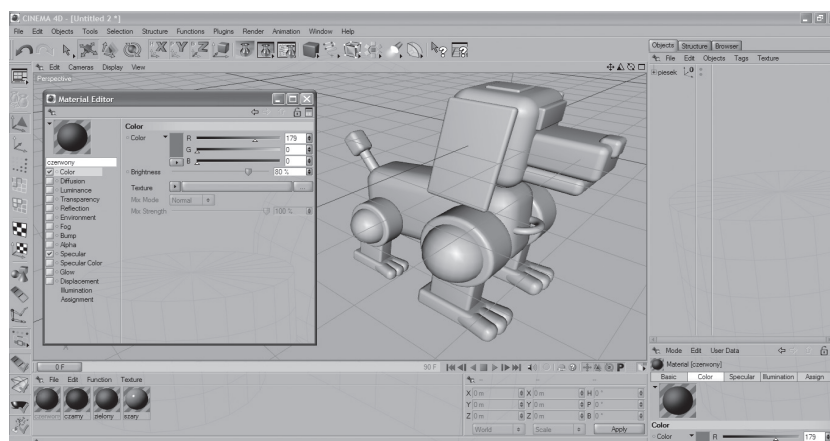 CINEMA 4D - [Untitled 2 *]
File Edit Objects Tools Selection Structure Functions Plugins Render Animation Window Help
Objects Structure Browser
File Edit Objects Tags Texture
piesek
Edit Cameras Display View
Perspective
Material Editor
czerwony
Color
Diffusion
Luminance
Transparency
Reflection
Environment
Fog
Bump
Alpha
Specular
Specular Color
Glow
Displacement
Illumination
Assignment
Color
Color R 179
G 0
B 0
Brightness 80 %
Texture
Mix Mode Normal
Mix Strength 100 %
0 F
90 F
P
File Edit Function Texture
czerwony czarny zielony szary
X 0 m X 0 m H 0 °
Y 0 m Y 0 m P 0 °
Z 0 m Z 0 m B 0 °
World Scale Apply
Mode Edit User Data
Material [czerwony]
Basic Color Specular Illumination Assign
Color
Color R 179